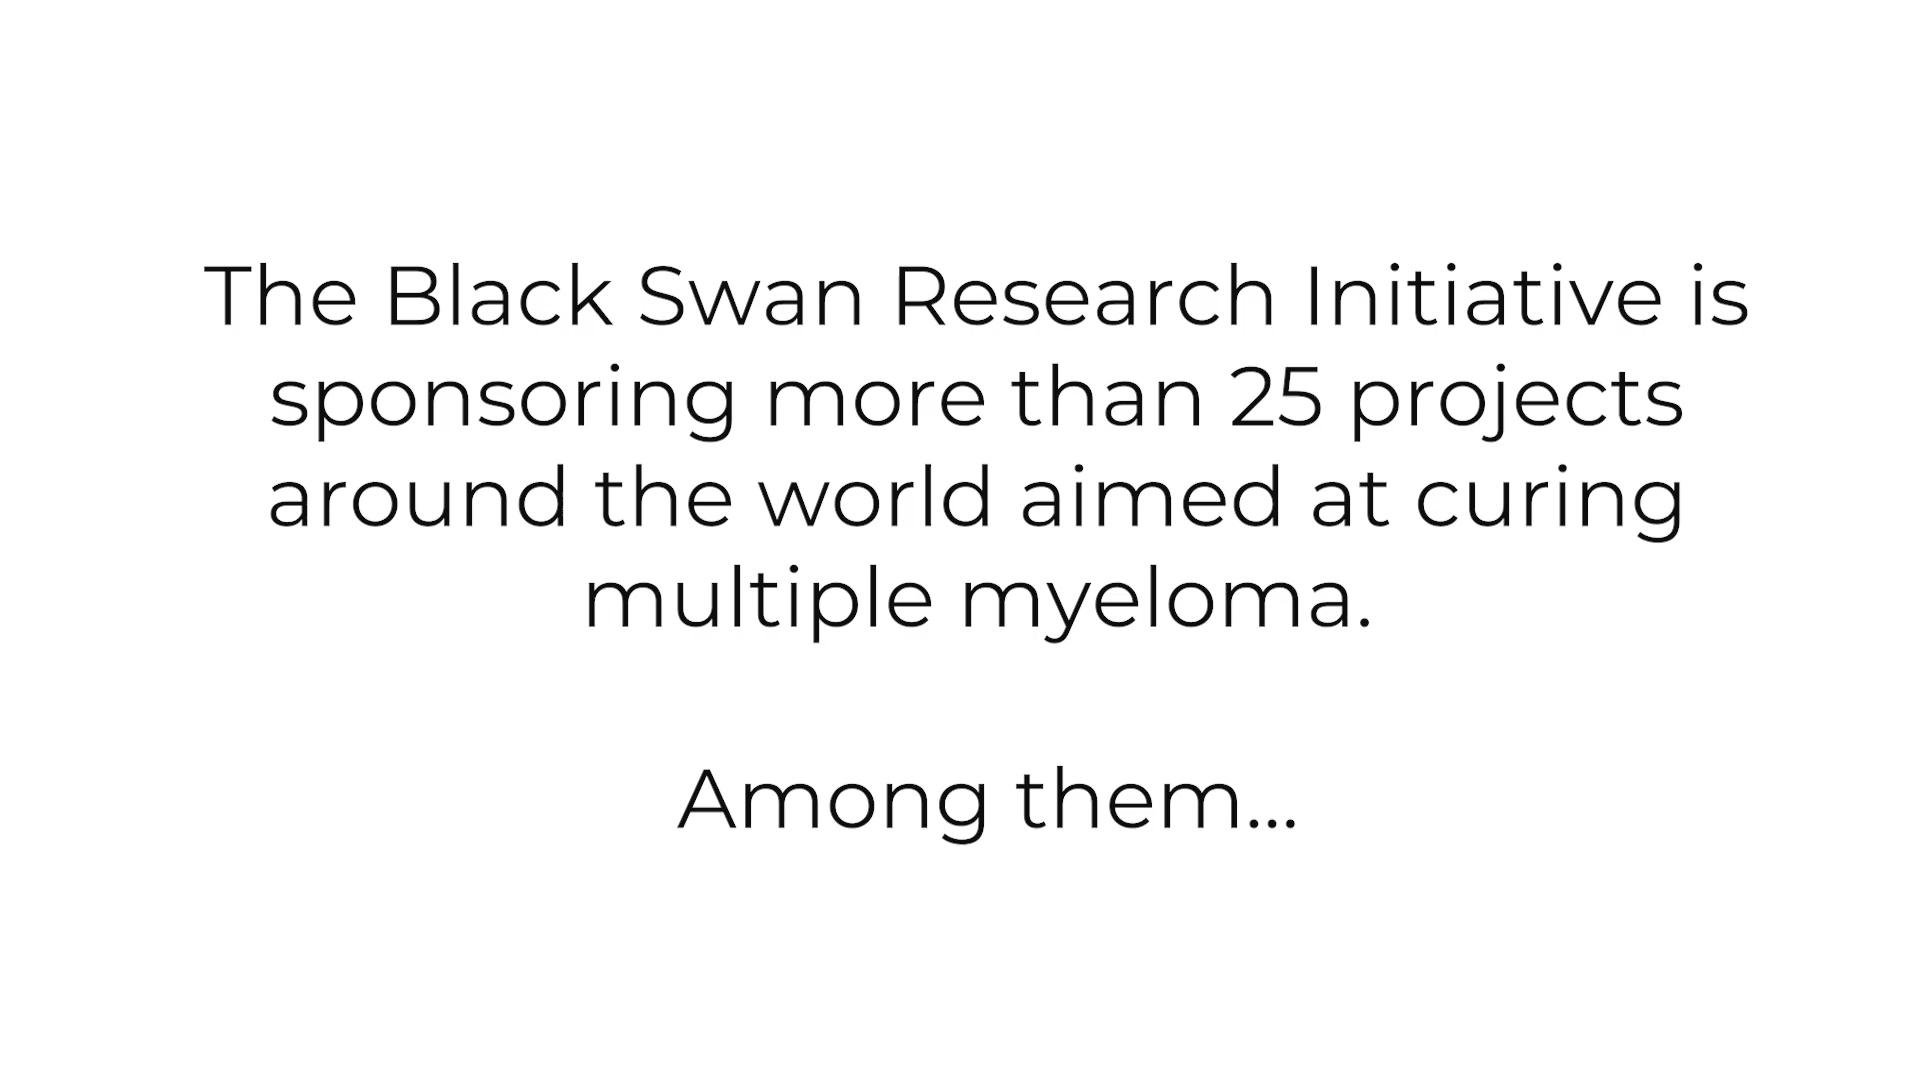 The Black Swan Research Initiative is
sponsoring more than 25 projects
around the world aimed at curing
multiple myeloma.
Among them...